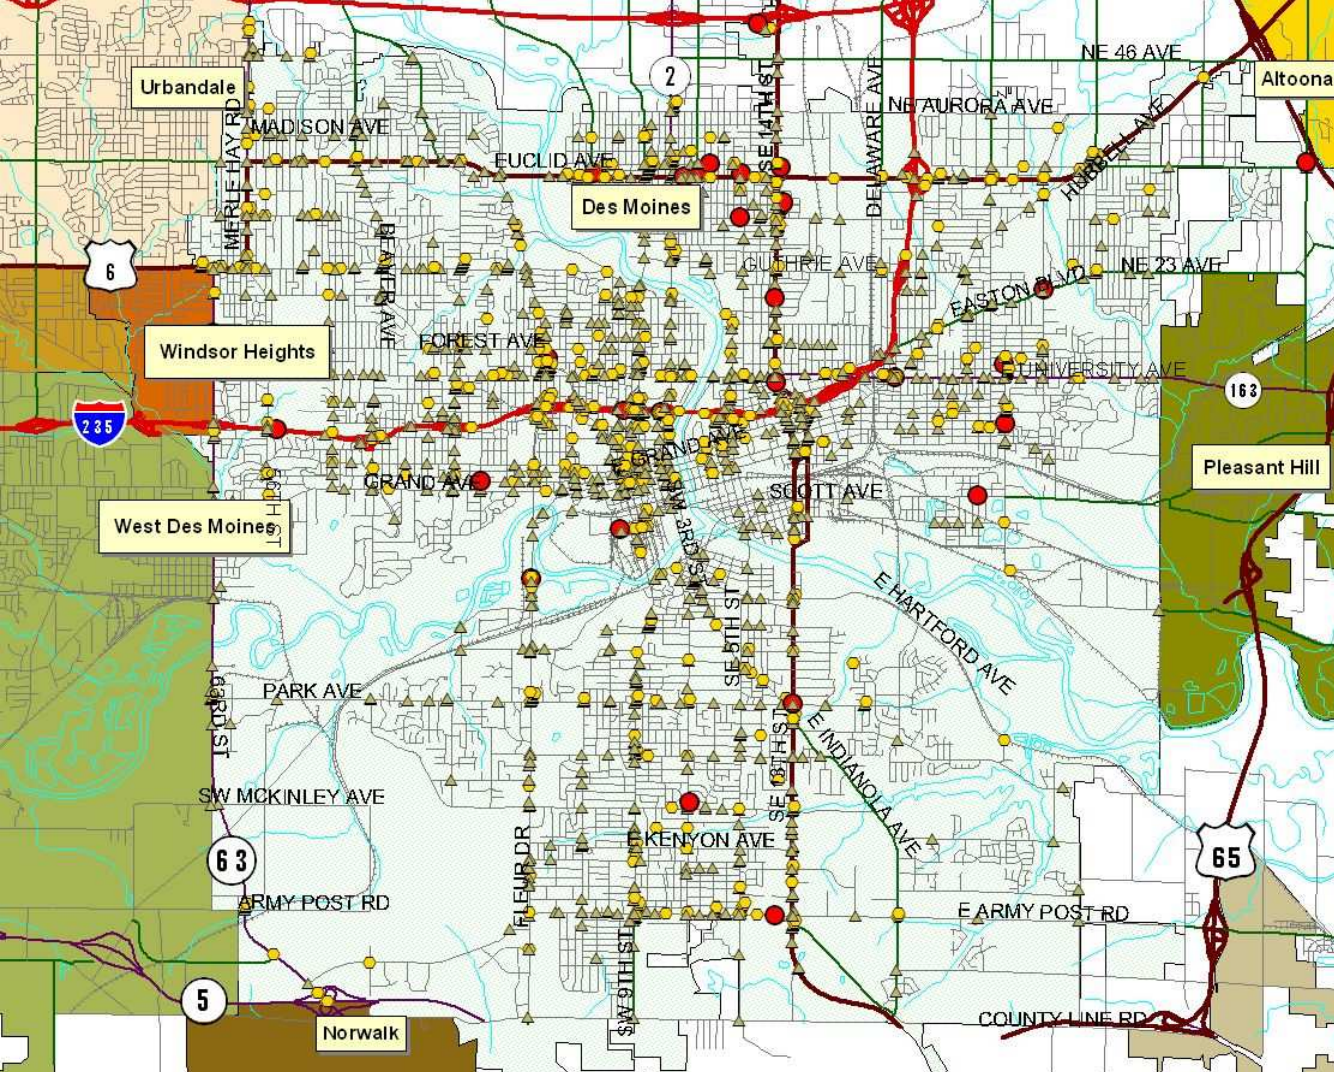 NE 46 AVE
2
Altoona
Urbandale
SE 14TH ST
DELAWARE AVE
NE AURORA AVE
MERLE HAY RD
MADISON AVE
EUCLID AVE
HUBBELL AVE
Des Moines
6
BEAVER AVE
GUTHRIE AVE
NE 23 AVE
EASTON BLVD
Windsor Heights
FOREST AVE
E UNIVERSITY AVE
163
235
E GRAND AVE
Pleasant Hill
GRAND AVE
SCOTT AVE
63RD ST
West Des Moines
SW 3RD ST
E HARTFORD AVE
SE 5TH ST
PARK AVE
63RD ST
SE 18TH ST
E INDIANOLA AVE
SW MCKINLEY AVE
E KENYON AVE
63
65
FLEUR DR
ARMY POST RD
E ARMY POST RD
SW 9TH ST
5
Norwalk
COUNTY LINE RD